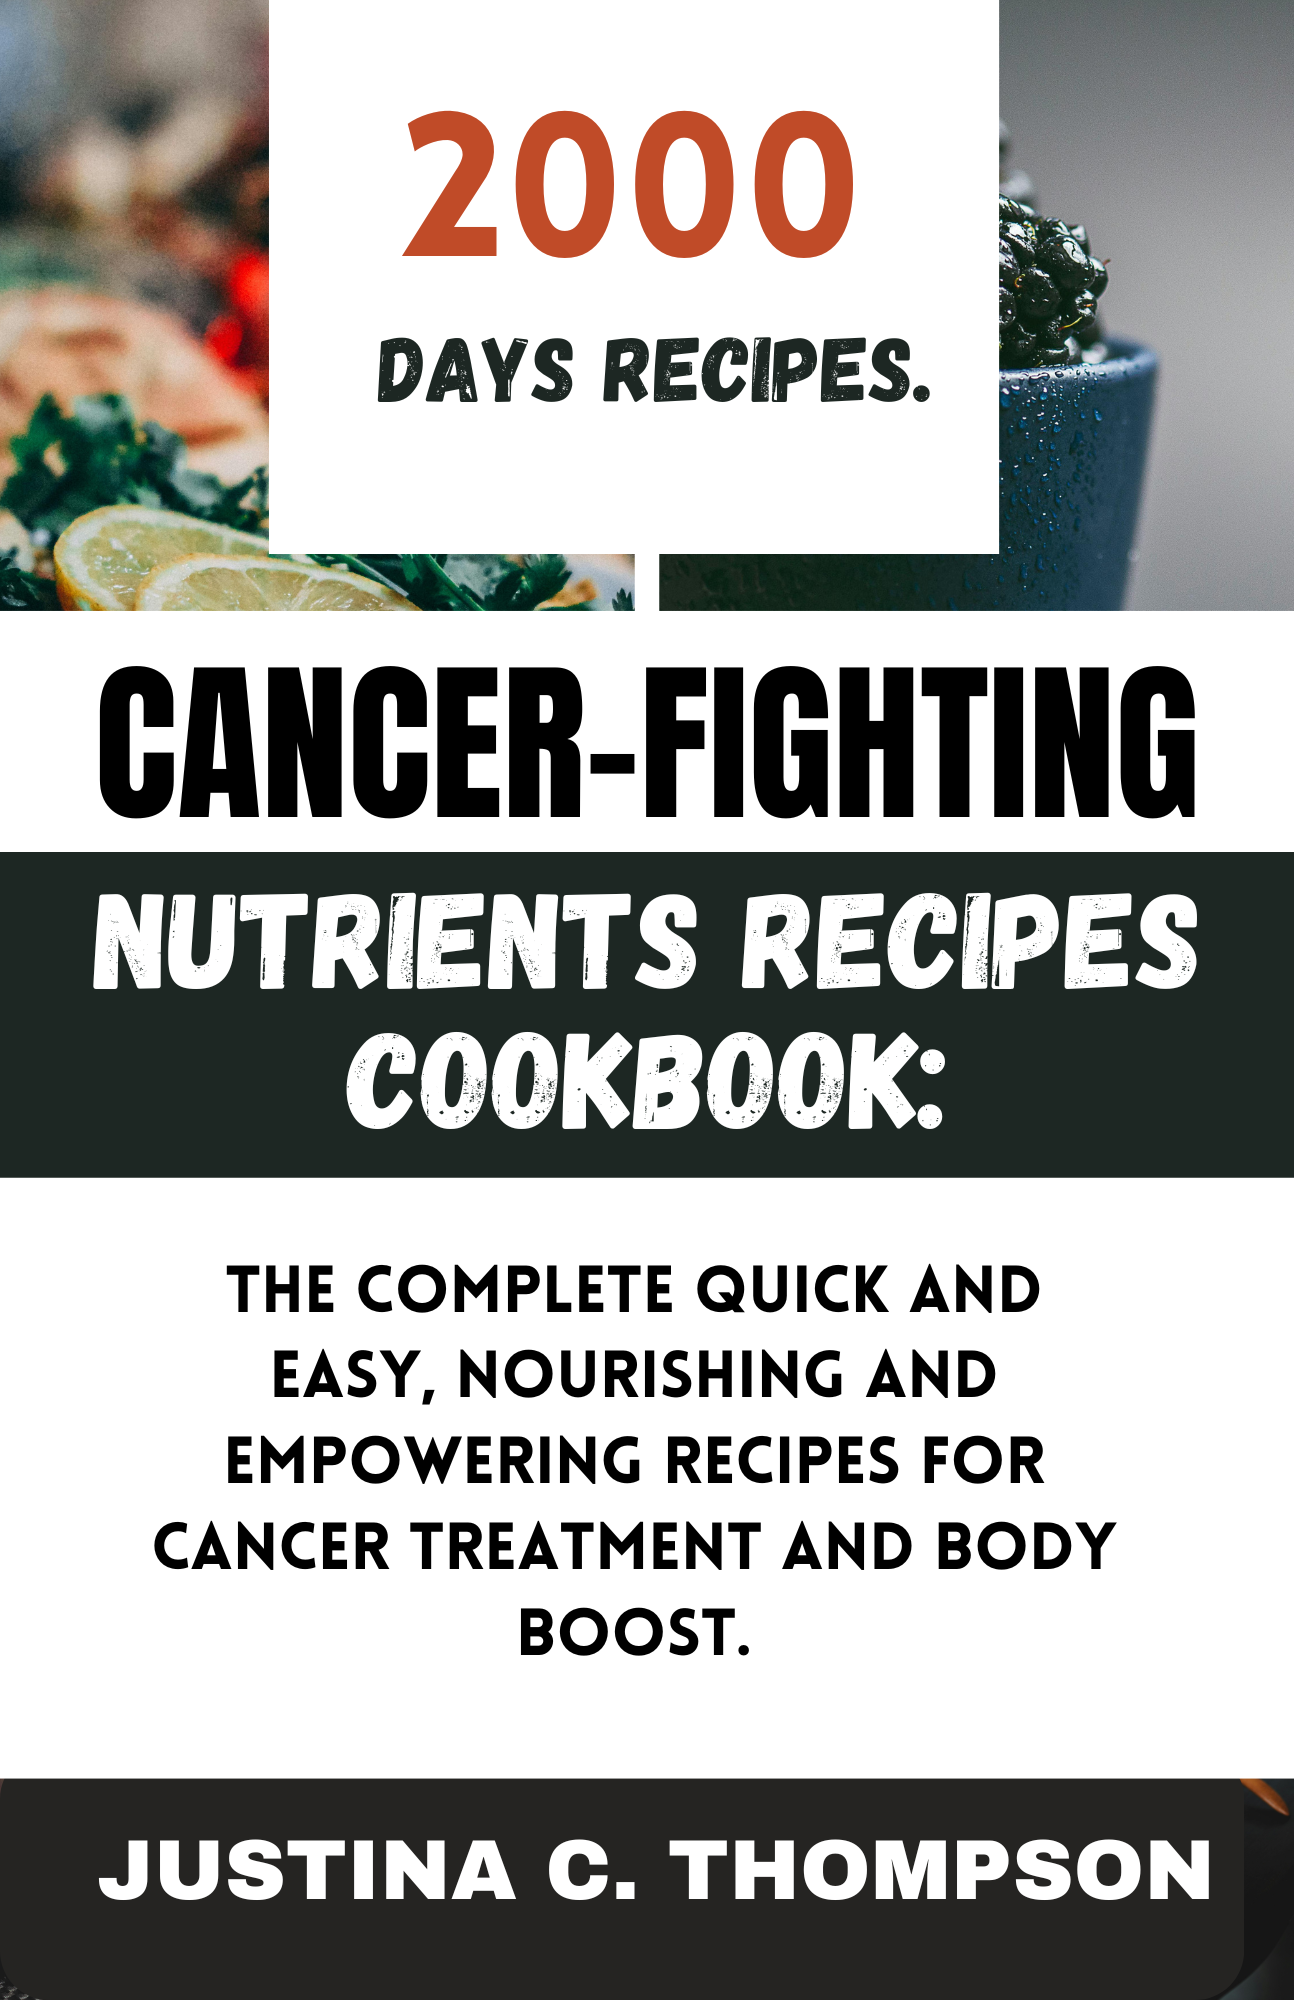 2000
DAYS RECIPES.
CANCER-FIGHTING
NUTRIENTS RECIPES
COOKBOOK:
THE COMPLETE QUICK AND
EASY, NOURISHING AND
EMPOWERING RECIPES FOR
CANCER TREATMENT AND BODY
BOOST.
JUSTINA C. THOMPSON